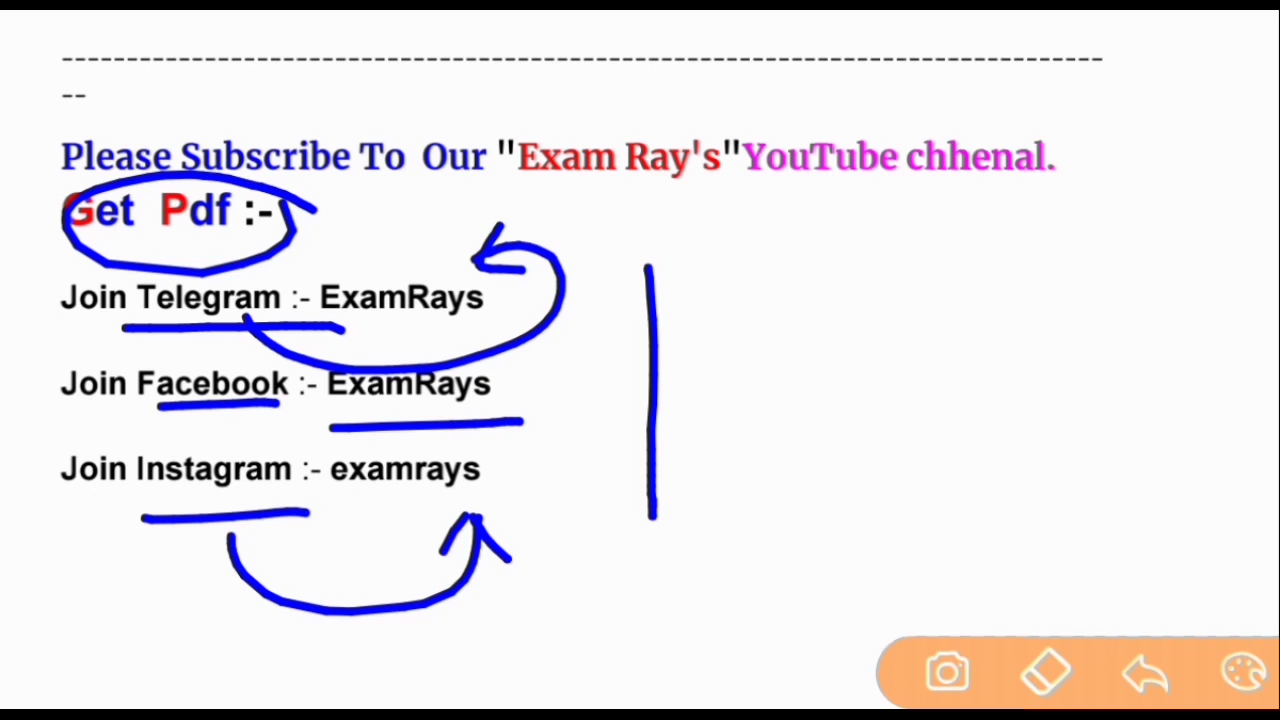 --------------------------------------------------------------------------------
--
Please Subscribe To Our "Exam Ray's"YouTube chhenal.
Get Pdf :-
Join Telegram :- ExamRays
Join Facebook :- ExamRays
Join Instagram :- examrays